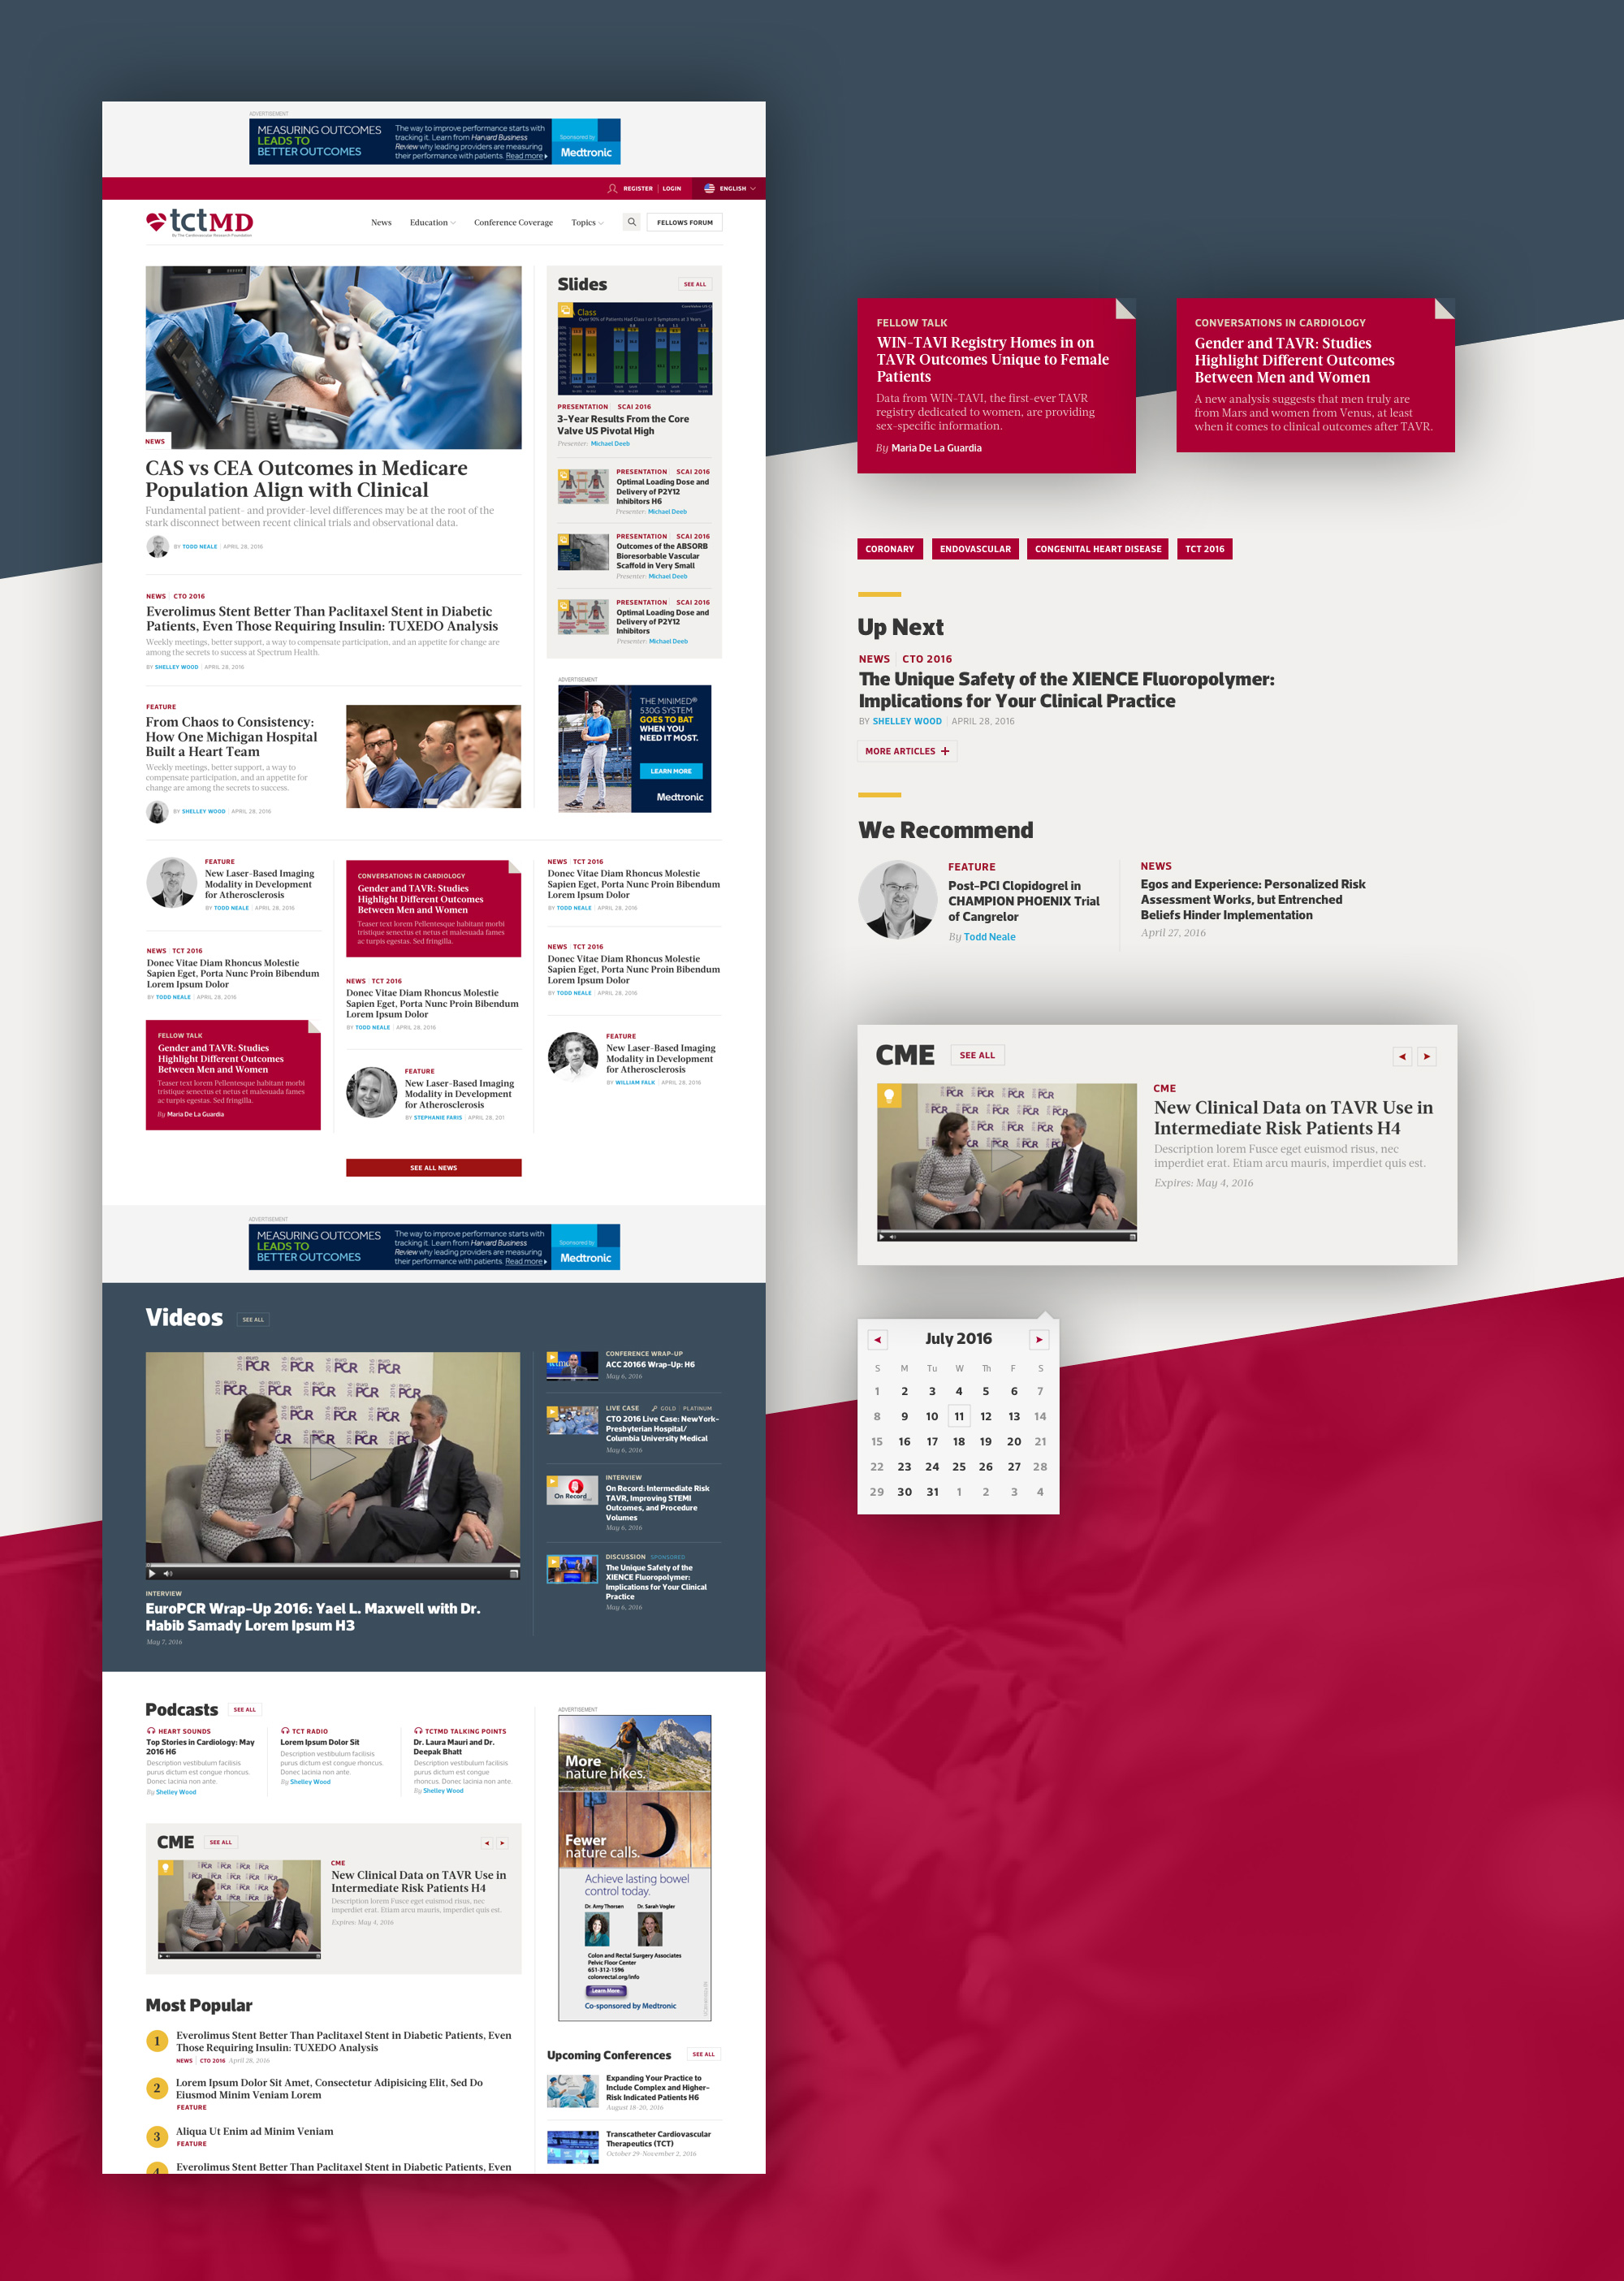 ADVERTISEMENT
MEASURING OUTCOMES
LEADS TO
BETTER OUTCOMES
The way to improve performance starts with
tracking it. Learn from Harvard Business
Review why leading providers are measuring
their performance with patients. Read more
Sponsored by
Medtronic
REGISTER | LOGIN
ENGLISH
tctMD
By The Cardiovascular Research Foundation
News
Education
Conference Coverage
Topics
FELLOWS FORUM
NEWS
CAS vs CEA Outcomes in Medicare
Population Align with Clinical
Fundamental patient- and provider-level differences may be at the root of the
stark disconnect between recent clinical trials and observational data.
BY TODD NEALE | APRIL 28, 2016
NEWS | CTO 2016
Everolimus Stent Better Than Paclitaxel Stent in Diabetic
Patients, Even Those Requiring Insulin: TUXEDO Analysis
Weekly meetings, better support, a way to compensate participation, and an appetite for change are
among the secrets to success at Spectrum Health.
BY SHELLEY WOOD | APRIL 28, 2016
FEATURE
From Chaos to Consistency:
How One Michigan Hospital
Built a Heart Team
Weekly meetings, better support, a way to
compensate participation, and an appetite for
change are among the secrets to success.
BY SHELLEY WOOD | APRIL 28, 2016
Slides
SEE ALL
Class
Over 90% of Patients Had Class I or II Symptoms at 3 Years
PRESENTATION | SCAI 2016
3-Year Results From the Core
Valve US Pivotal High
Presenter: Michael Deeb
PRESENTATION | SCAI 2016
Optimal Loading Dose and
Delivery of P2Y12
Inhibitors H6
Presenter: Michael Deeb
PRESENTATION | SCAI 2016
Outcomes of the ABSORB
Bioresorbable Vascular
Scaffold in Very Small
Presenter: Michael Deeb
PRESENTATION | SCAI 2016
Optimal Loading Dose and
Delivery of P2Y12
Inhibitors
Presenter: Michael Deeb
ADVERTISEMENT
THE MINIMED®
530G SYSTEM
GOES TO BAT
WHEN YOU
NEED IT MOST.
LEARN MORE
Medtronic
FEATURE
New Laser-Based Imaging
Modality in Development
for Atherosclerosis
BY TODD NEALE | APRIL 28, 2016
NEWS | TCT 2016
Donec Vitae Diam Rhoncus Molestie
Sapien Eget, Porta Nunc Proin Bibendum
Lorem Ipsum Dolor
BY TODD NEALE | APRIL 28, 2016
FELLOW TALK
Gender and TAVR: Studies
Highlight Different Outcomes
Between Men and Women
Teaser text lorem Pellentesque habitant morbi
tristique senectus et netus et malesuada fames
ac turpis egestas. Sed fringilla.
By Maria De La Guardia
CONVERSATIONS IN CARDIOLOGY
Gender and TAVR: Studies
Highlight Different Outcomes
Between Men and Women
Teaser text lorem Pellentesque habitant morbi
tristique senectus et netus et malesuada fames
ac turpis egestas. Sed fringilla.
NEWS | TCT 2016
Donec Vitae Diam Rhoncus Molestie
Sapien Eget, Porta Nunc Proin Bibendum
Lorem Ipsum Dolor
BY TODD NEALE | APRIL 28, 2016
FEATURE
New Laser-Based Imaging
Modality in Development
for Atherosclerosis
BY STEPHANIE FARIS | APRIL 28, 201
NEWS | TCT 2016
Donec Vitae Diam Rhoncus Molestie
Sapien Eget, Porta Nunc Proin Bibendum
Lorem Ipsum Dolor
BY TODD NEALE | APRIL 28, 2016
NEWS | TCT 2016
Donec Vitae Diam Rhoncus Molestie
Sapien Eget, Porta Nunc Proin Bibendum
Lorem Ipsum Dolor
BY TODD NEALE | APRIL 28, 2016
FEATURE
New Laser-Based Imaging
Modality in Development
for Atherosclerosis
BY WILLIAM FALK | APRIL 28, 2016
SEE ALL NEWS
ADVERTISEMENT
MEASURING OUTCOMES
LEADS TO
BETTER OUTCOMES
The way to improve performance starts with
tracking it. Learn from Harvard Business
Review why leading providers are measuring
their performance with patients. Read more
Sponsored by
Medtronic
Videos
SEE ALL
INTERVIEW
EuroPCR Wrap-Up 2016: Yael L. Maxwell with Dr.
Habib Samady Lorem Ipsum H3
May 7, 2016
CONFERENCE WRAP-UP
ACC 20166 Wrap-Up: H6
May 6, 2016
LIVE CASE
GOLD | PLATINUM
CTO 2016 Live Case: NewYork-
Presbyterian Hospital/
Columbia University Medical
May 6, 2016
On Record
INTERVIEW
On Record: Intermediate Risk
TAVR, Improving STEMI
Outcomes, and Procedure
Volumes
May 6, 2016
DISCUSSION SPONSORED
The Unique Safety of the
XIENCE Fluoropolymer:
Implications for Your Clinical
Practice
May 6, 2016
Podcasts
SEE ALL
HEART SOUNDS
Top Stories in Cardiology: May
2016 H6
Description vestibulum facilisis
purus dictum est congue rhoncus.
Donec lacinia non ante.
By Shelley Wood
TCT RADIO
Lorem Ipsum Dolor Sit
Description vestibulum facilisis
purus dictum est congue rhoncus.
Donec lacinia non ante.
By Shelley Wood
TCTMD TALKING POINTS
Dr. Laura Mauri and Dr.
Deepak Bhatt
Description vestibulum facilisis
purus dictum est congue
rhoncus. Donec lacinia non ante.
By Shelley Wood
CME
SEE ALL
CME
New Clinical Data on TAVR Use in
Intermediate Risk Patients H4
Description lorem Fusce eget euismod risus, nec
imperdiet erat. Etiam arcu mauris, imperdiet quis est.
Expires: May 4, 2016
Most Popular
1
Everolimus Stent Better Than Paclitaxel Stent in Diabetic Patients, Even
Those Requiring Insulin: TUXEDO Analysis
NEWS | CTO 2016 April 28, 2016
2
Lorem Ipsum Dolor Sit Amet, Consectetur Adipisicing Elit, Sed Do
Eiusmod Minim Veniam Lorem
FEATURE
3
Aliqua Ut Enim ad Minim Veniam
FEATURE
4
Everolimus Stent Better Than Paclitaxel Stent in Diabetic Patients, Even
ADVERTISEMENT
More
nature hikes.
Fewer
nature calls.
Achieve lasting bowel
control today.
Dr. Amy Thorsen
Dr. Sarah Vogler
Colon and Rectal Surgery Associates
Pelvic Floor Center
651-312-1596
colonrectal.org/info
Learn More
Co-sponsored by Medtronic
Upcoming Conferences
SEE ALL
Expanding Your Practice to
Include Complex and Higher-
Risk Indicated Patients H6
August 18-20, 2016
Transcatheter Cardiovascular
Therapeutics (TCT)
October 29-November 2, 2016
FELLOW TALK
WIN-TAVI Registry Homes in on
TAVR Outcomes Unique to Female
Patients
Data from WIN-TAVI, the first-ever TAVR
registry dedicated to women, are providing
sex-specific information.
By Maria De La Guardia
CONVERSATIONS IN CARDIOLOGY
Gender and TAVR: Studies
Highlight Different Outcomes
Between Men and Women
A new analysis suggests that men truly are
from Mars and women from Venus, at least
when it comes to clinical outcomes after TAVR.
CORONARY
ENDOVASCULAR
CONGENITAL HEART DISEASE
TCT 2016
Up Next
NEWS | CTO 2016
The Unique Safety of the XIENCE Fluoropolymer:
Implications for Your Clinical Practice
BY SHELLEY WOOD | APRIL 28, 2016
MORE ARTICLES +
We Recommend
FEATURE
Post-PCI Clopidogrel in
CHAMPION PHOENIX Trial
of Cangrelor
By Todd Neale
NEWS
Egos and Experience: Personalized Risk
Assessment Works, but Entrenched
Beliefs Hinder Implementation
April 27, 2016
CME
SEE ALL
CME
New Clinical Data on TAVR Use in
Intermediate Risk Patients H4
Description lorem Fusce eget euismod risus, nec
imperdiet erat. Etiam arcu mauris, imperdiet quis est.
Expires: May 4, 2016
July 2016
S M Tu W Th F S
1 2 3 4 5 6 7
8 9 10 11 12 13 14
15 16 17 18 19 20 21
22 23 24 25 26 27 28
29 30 31 1 2 3 4